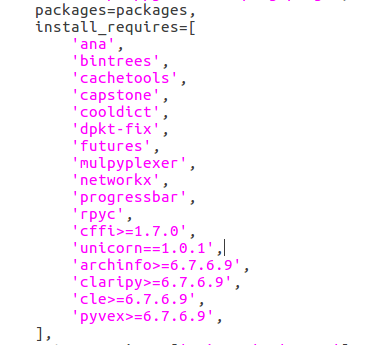 packages=packages,
install_requires=[
'ana',
'bintrees',
'cachetools',
'capstone',
'cooldict',
'dpkt-fix',
'futures',
'mulpyplexer',
'networkx',
'progressbar',
'rpyc',
'cffi>=1.7.0',
'unicorn==1.0.1',
'archinfo>=6.7.6.9',
'claripy>=6.7.6.9',
'cle>=6.7.6.9',
'pyvex>=6.7.6.9',
],